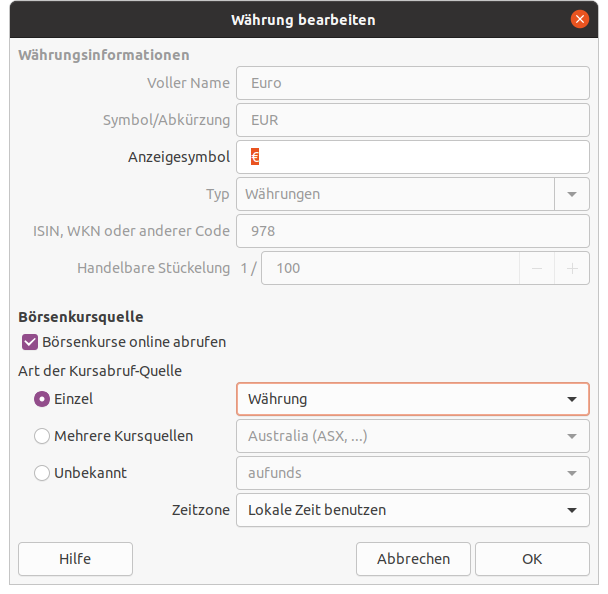 Währung bearbeiten
Währungsinformationen
Voller Name Euro
Symbol/Abkürzung EUR
Anzeigesymbol €
Typ Währungen
ISIN, WKN oder anderer Code 978
Handelbare Stückelung 1 / 100
Börsenkursquelle
Börsenkurse online abrufen
Art der Kursabruf-Quelle
Einzel Währung
Mehrere Kursquellen Australia (ASX, ...)
Unbekannt aufunds
Zeitzone Lokale Zeit benutzen
Hilfe Abbrechen OK